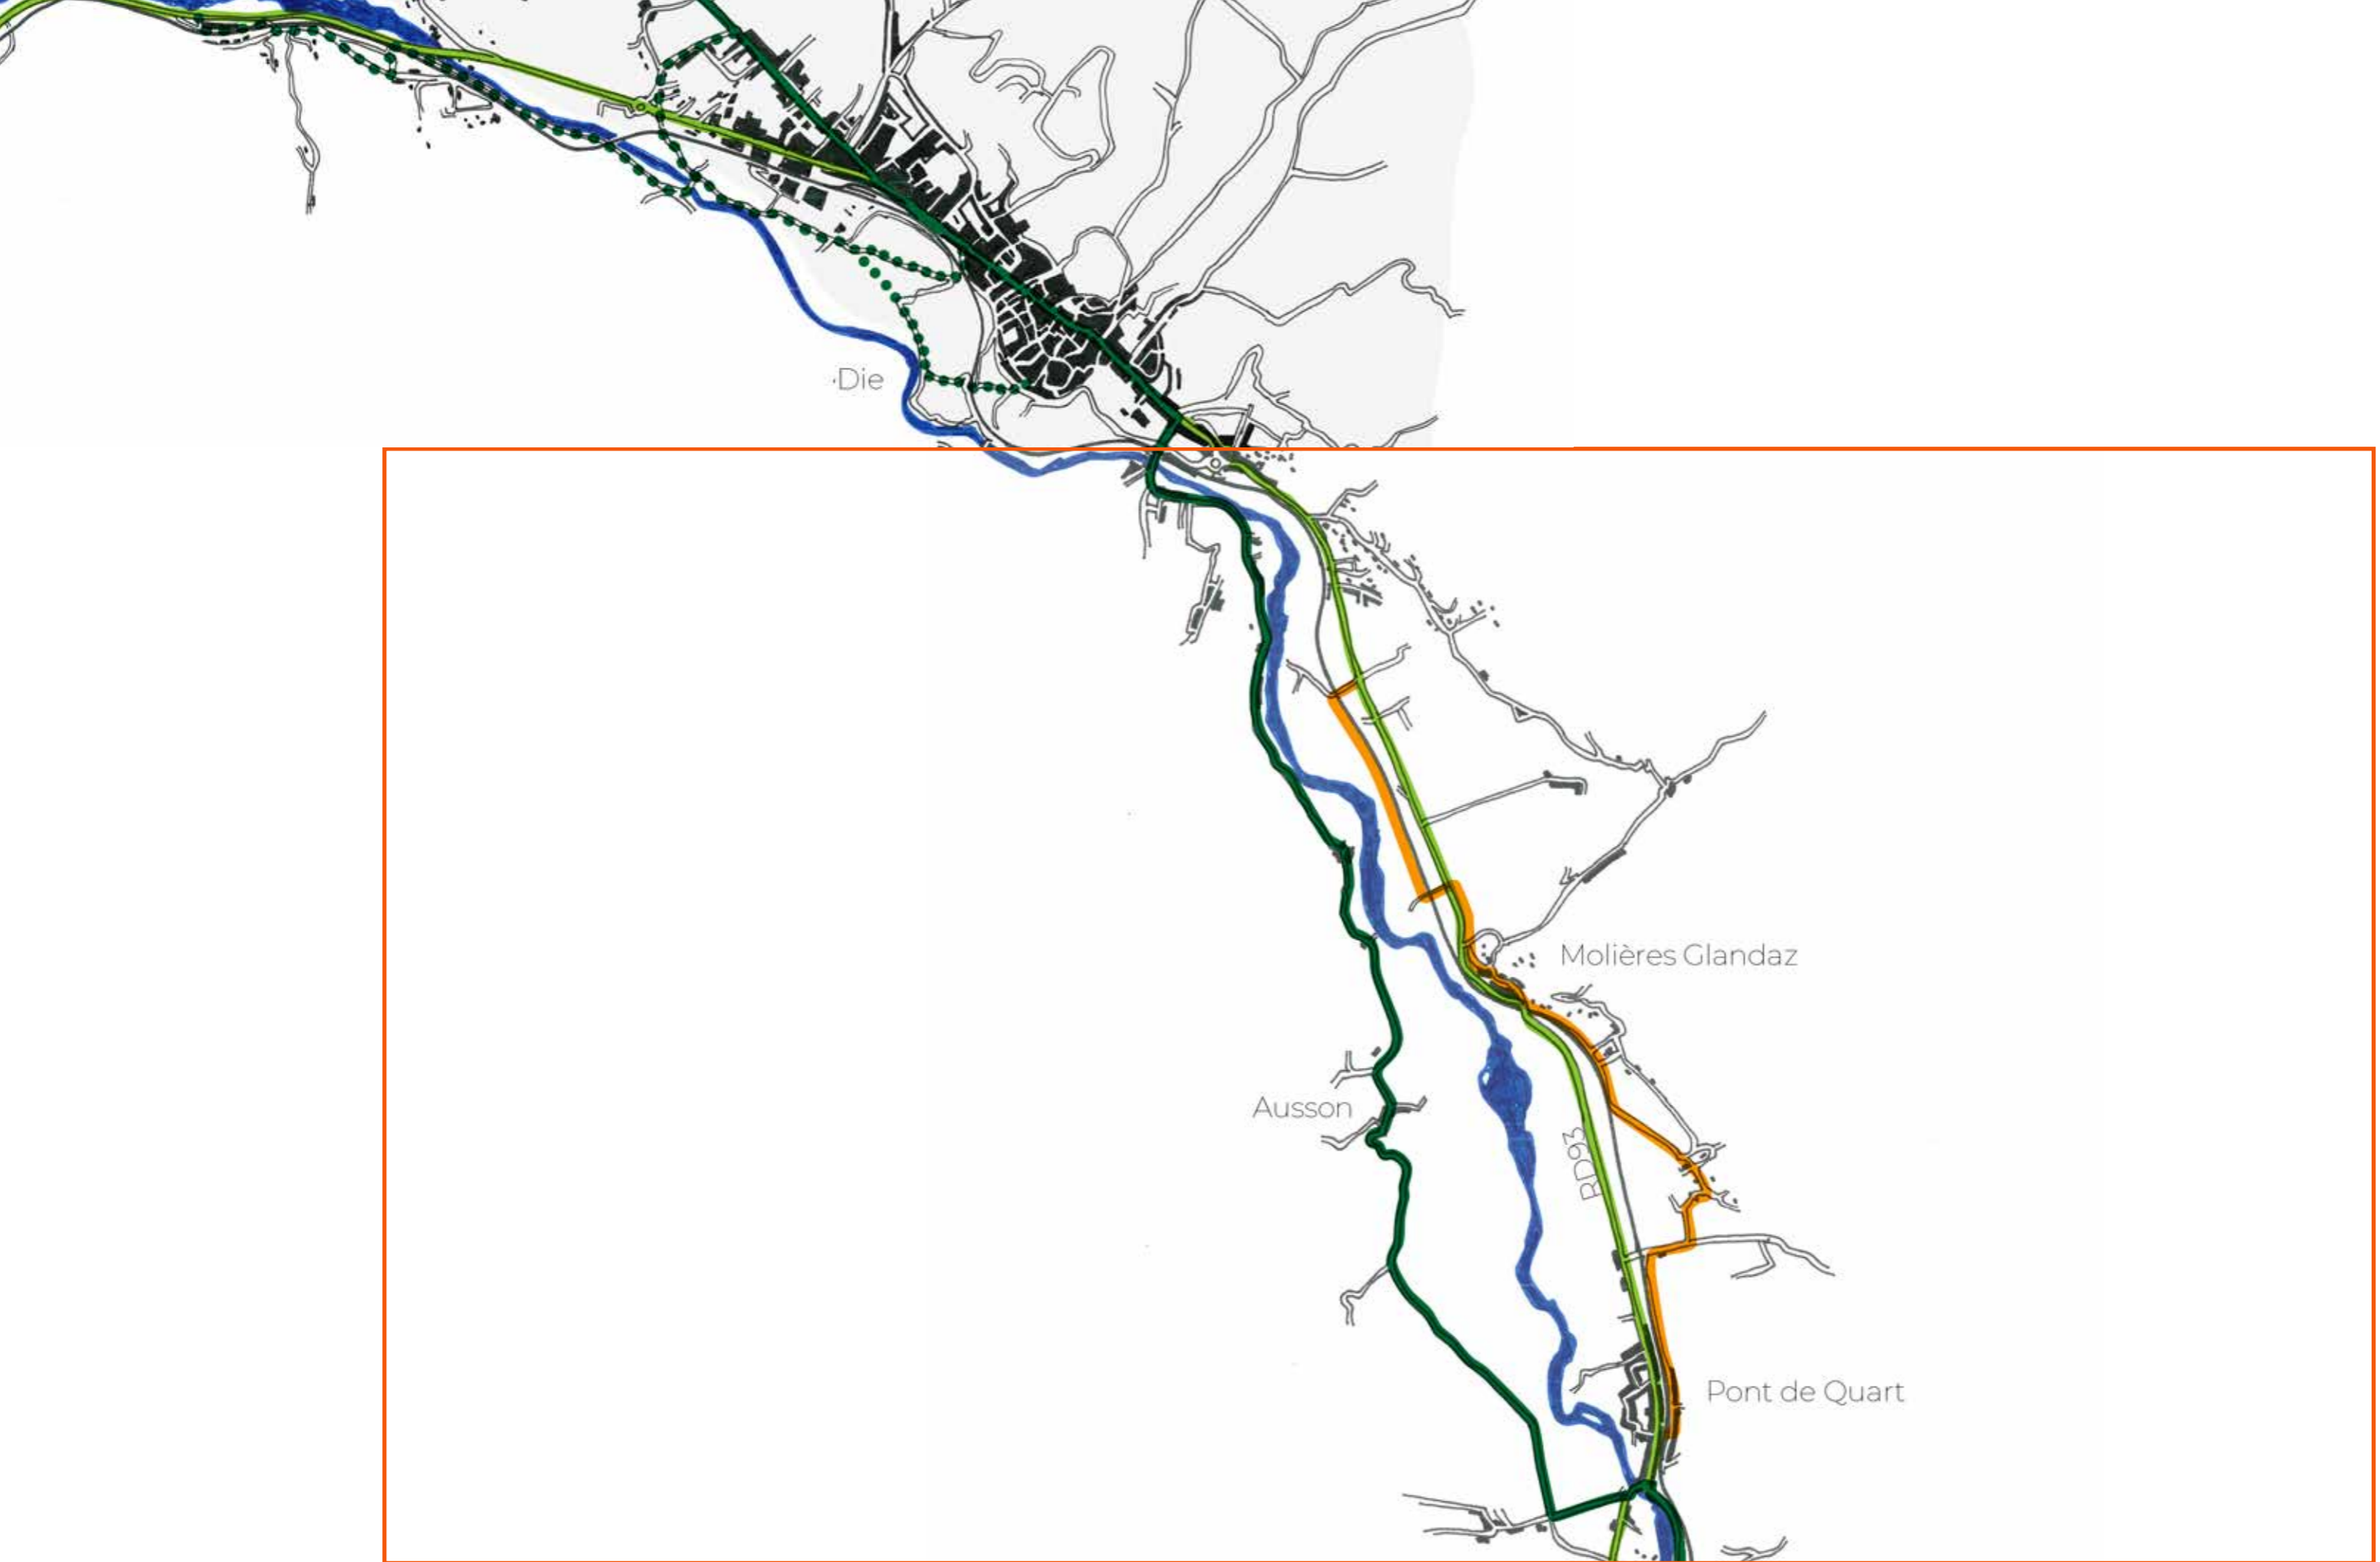 ·Die
Molières Glandaz
Ausson
RD93
Pont de Quart